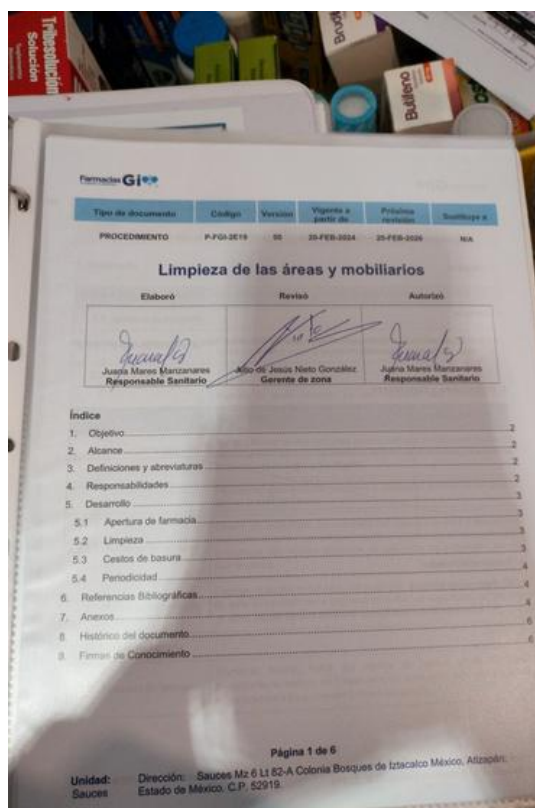 Tribesolución
Solución
Butifeno
Farmacias Gi
Tipo de documento Código Versión Vigente a partir de Próxima revisión Sustituye a
PROCEDIMIENTO P-FGI-2E19 00 20-FEB-2024 20-FEB-2026 N/A
Limpieza de las áreas y mobiliarios
Elaboró Revisó Autorizó
Juana Mares Manzanares de Jesús Nieto González Juana Mares Manzanares
Responsable Sanitario Gerente de zona Responsable Sanitario
Índice
1. Objetivo 2
2. Alcance 2
3. Definiciones y abreviaturas 2
4. Responsabilidades 2
5. Desarrollo 3
5.1 Apertura de farmacia 3
5.2 Limpieza 3
5.3 Cestos de basura 3
5.4 Periodicidad 4
6. Referencias Bibliográficas 4
7. Anexos 4
8. Histórico del documento 6
9. Firmas de Conocimiento 6
Página 1 de 6
Unidad: Dirección: Sauces Mz 6 Lt 82-A Colonia Bosques de Iztacalco México, Atizapán,
Sauces Estado de México, C.P. 52919.